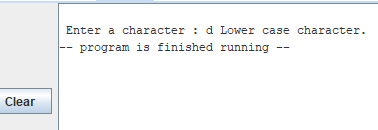 Enter a character : d Lower case character.
-- program is finished running --
Clear